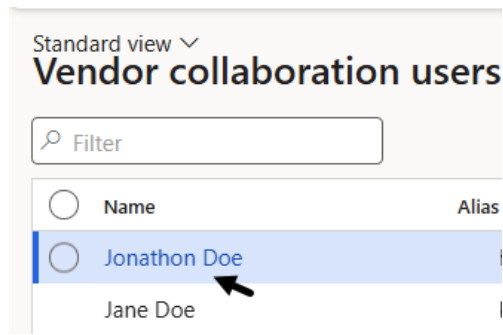 Standard view
Vendor collaboration users
Filter
Name Alias
Jonathon Doe
Jane Doe